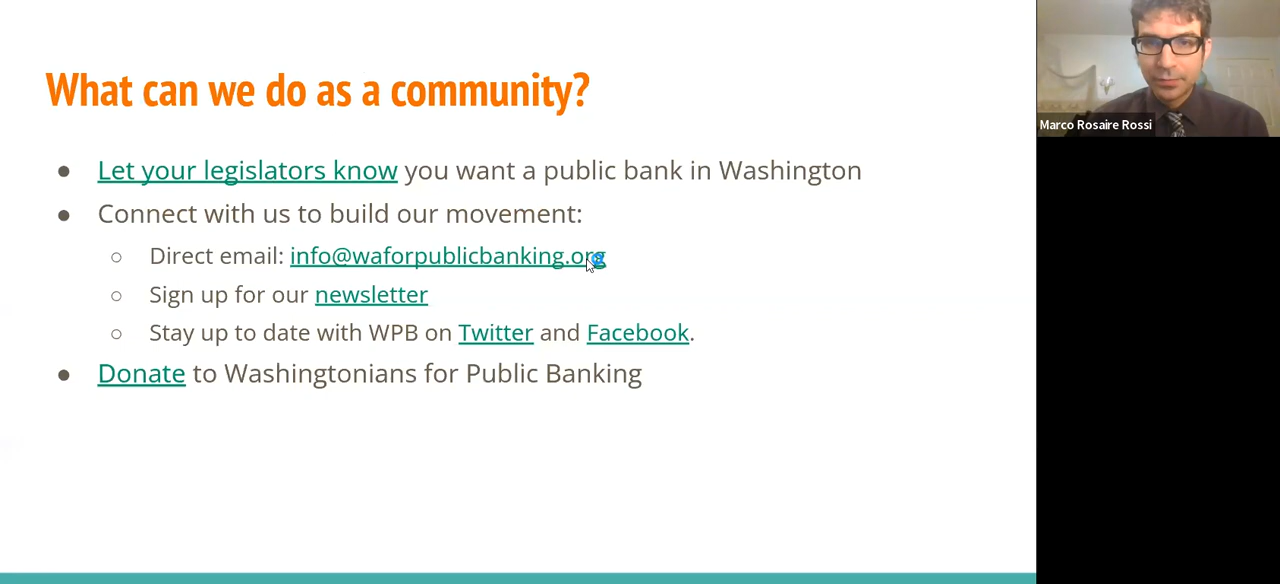 What can we do as a community?
● Let your legislators know you want a public bank in Washington
● Connect with us to build our movement:
○ Direct email: info@waforpublicbanking.org
○ Sign up for our newsletter
○ Stay up to date with WPB on Twitter and Facebook.
● Donate to Washingtonians for Public Banking
Marco Rosaire Rossi